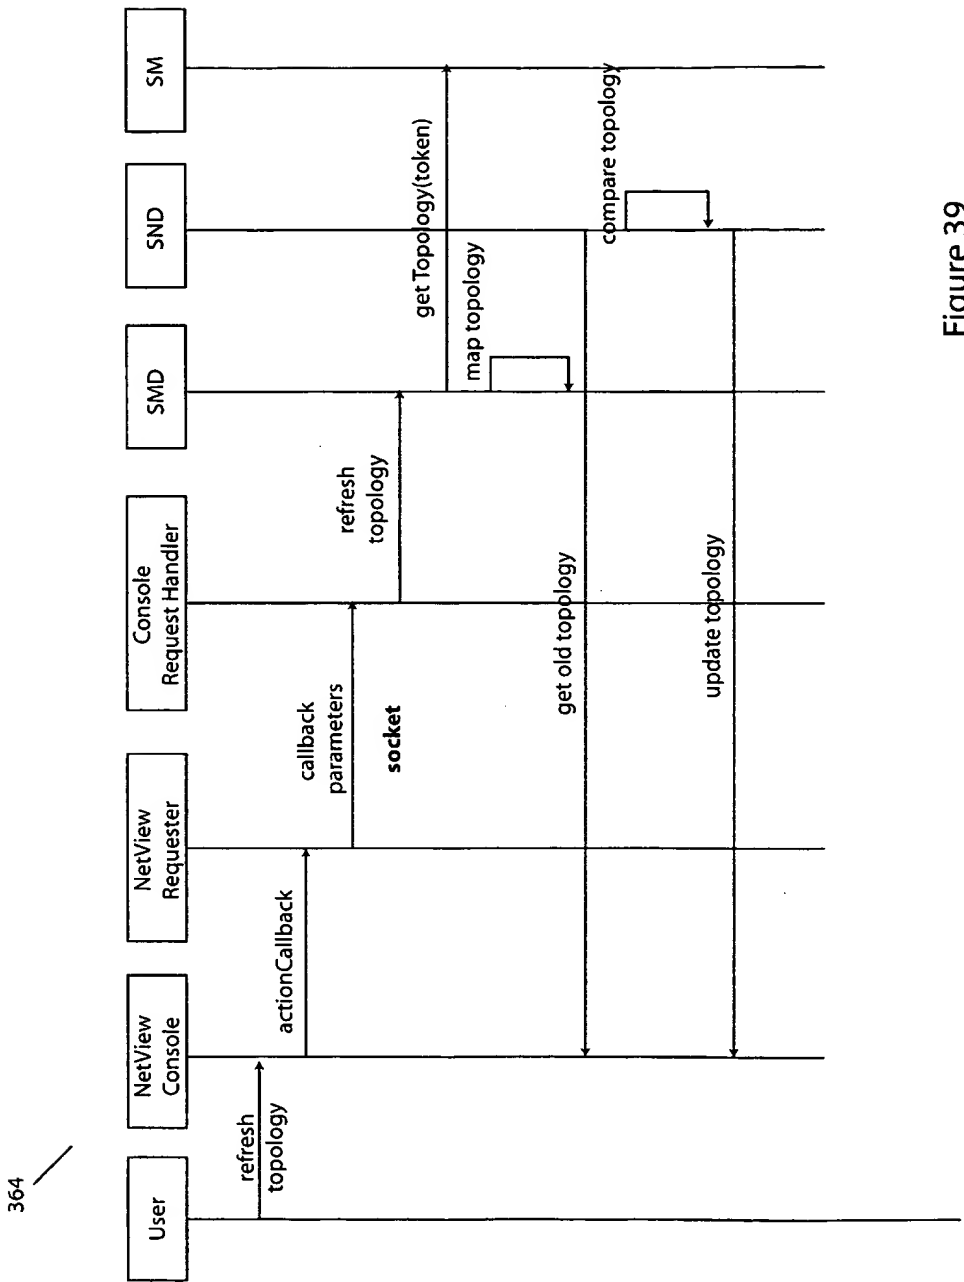 364
User
NetView
Console
NetView
Requester
Console
Request Handler
SMD
SND
SM
refresh
topology
actionCallback
callback
parameters
socket
refresh
topology
get Topology(token)
map topology
get old topology
compare topology
update topology
Figure 39